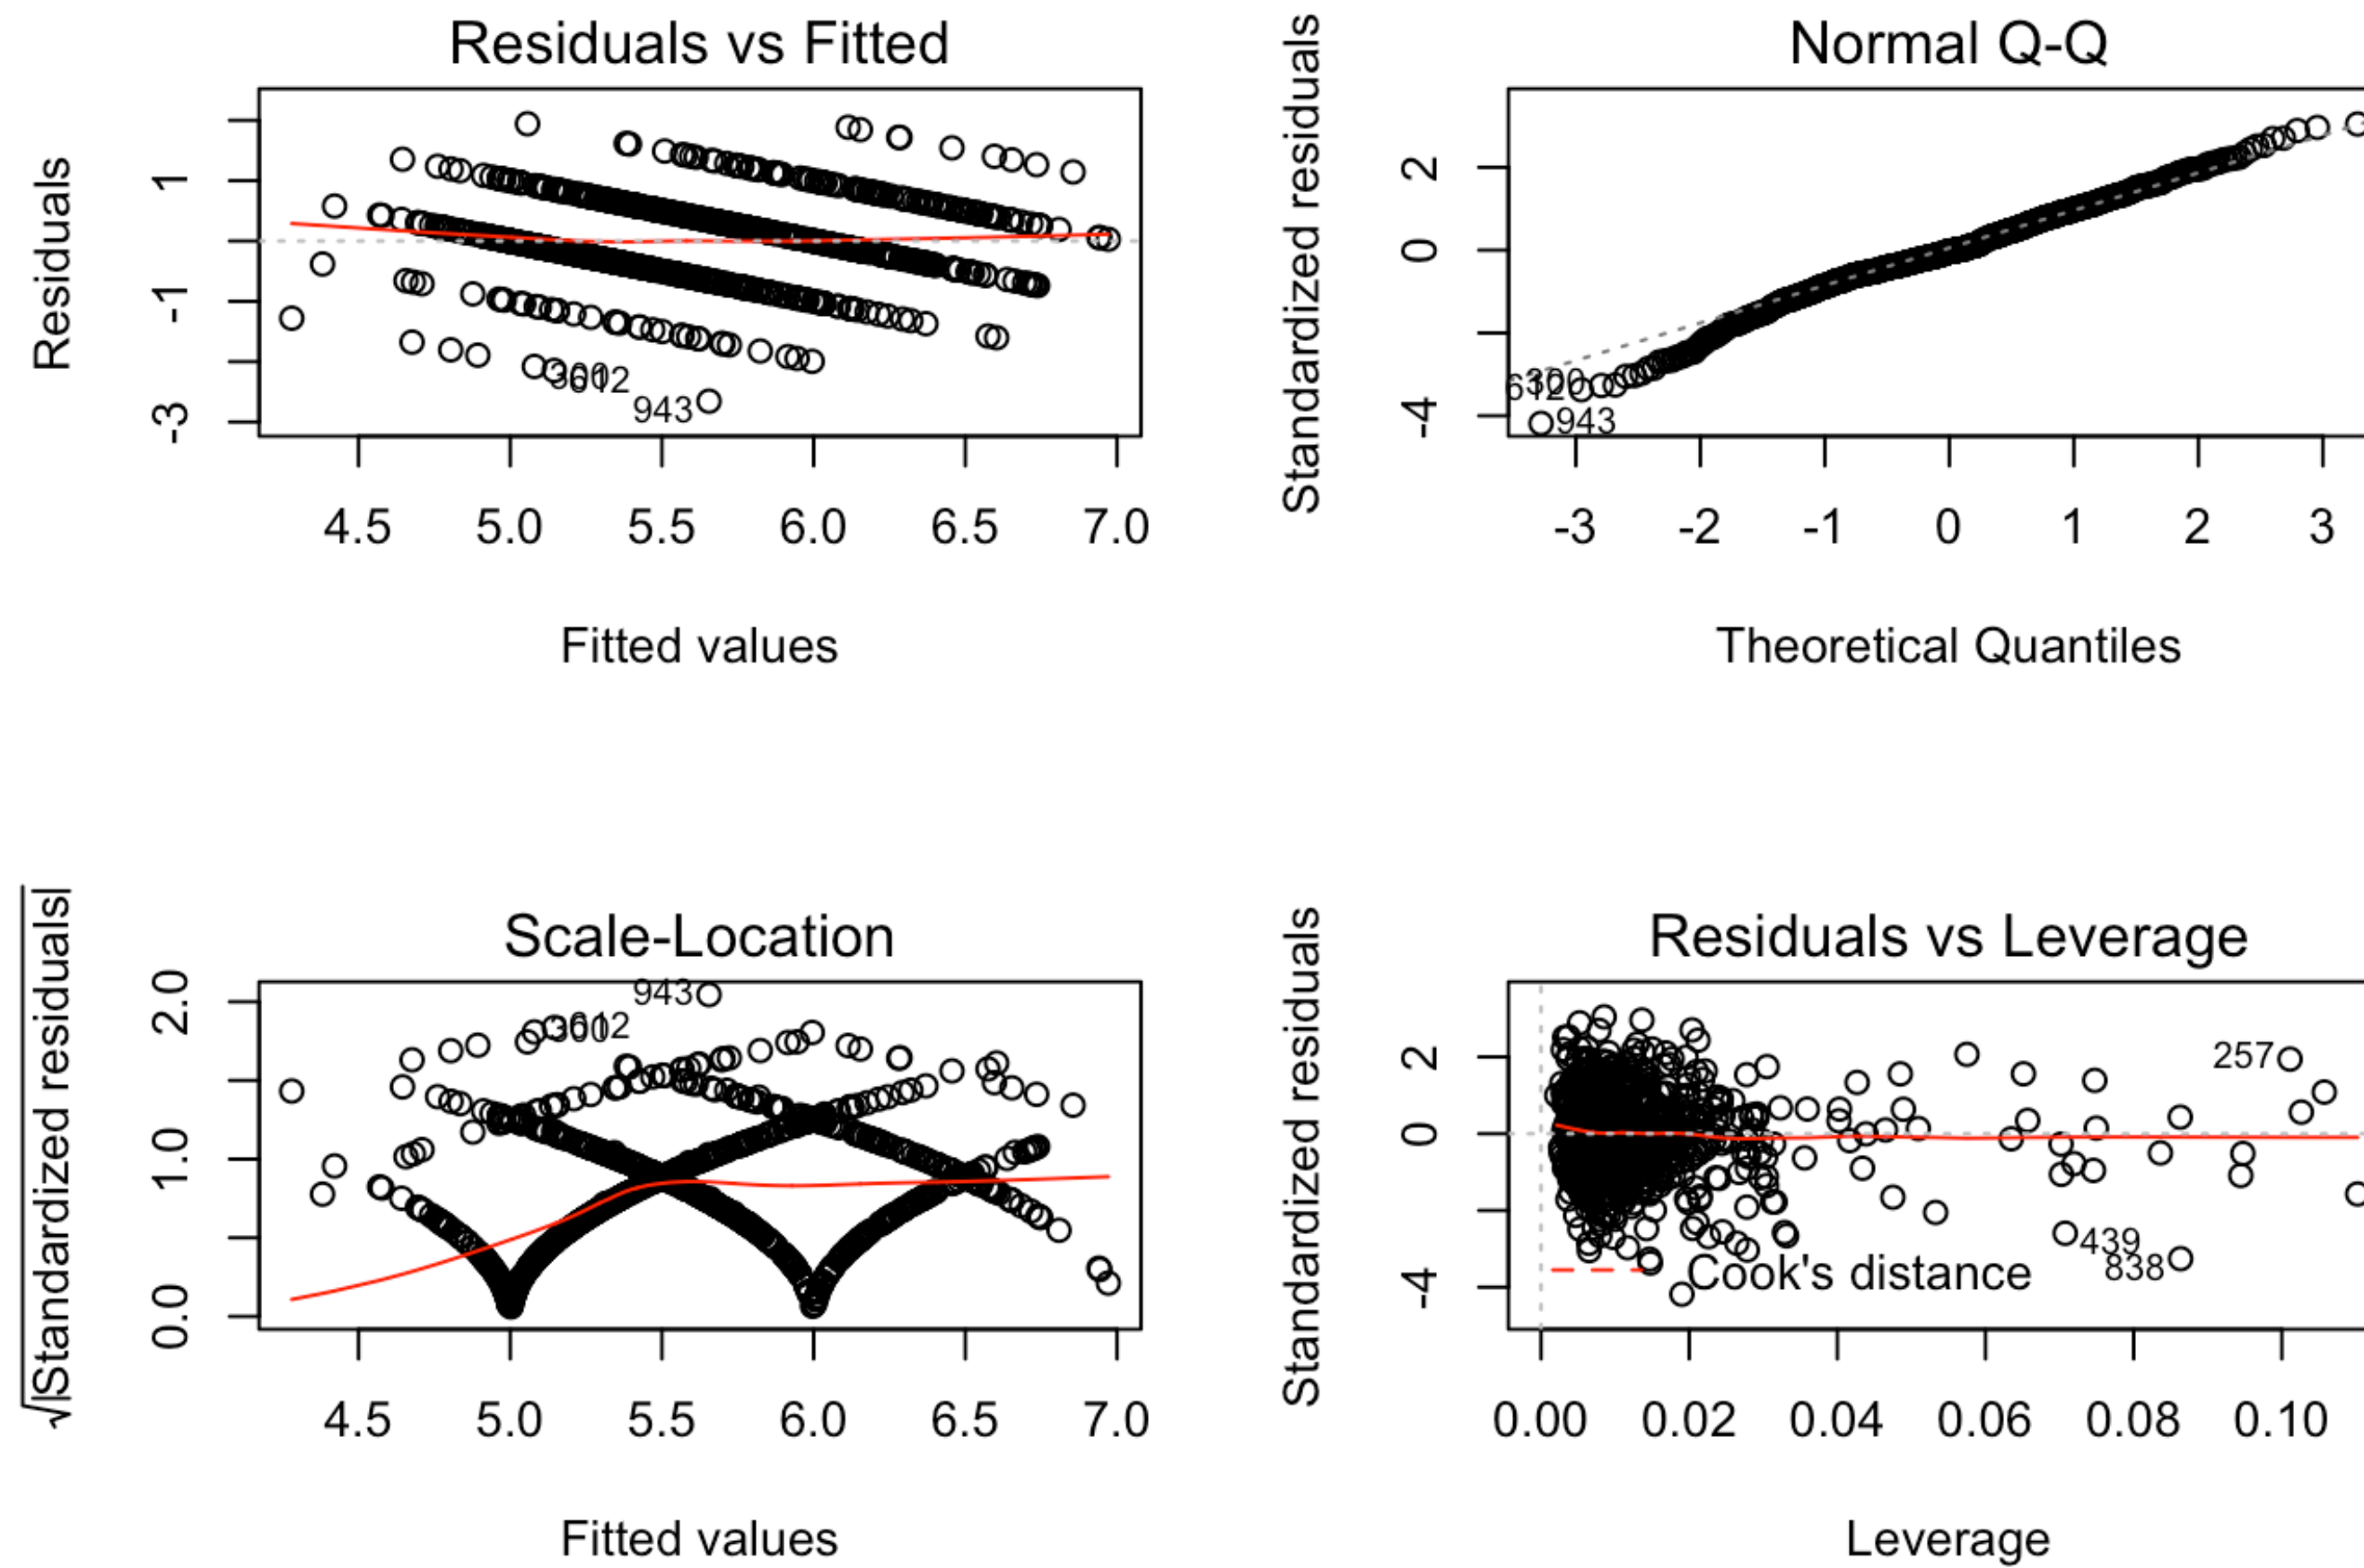 Residuals vs Fitted
Residuals
1
-1
-3
943
4.5 5.0 5.5 6.0 6.5 7.0
Fitted values
Normal Q-Q
Standardized residuals
2
0
-4
943
-3 -2 -1 0 1 2 3
Theoretical Quantiles
Scale-Location
√|Standardized residuals|
2.0
1.0
0.0
943
4.5 5.0 5.5 6.0 6.5 7.0
Fitted values
Residuals vs Leverage
Standardized residuals
2
0
-4
257
439
838
Cook's distance
0.00 0.02 0.04 0.06 0.08 0.10
Leverage